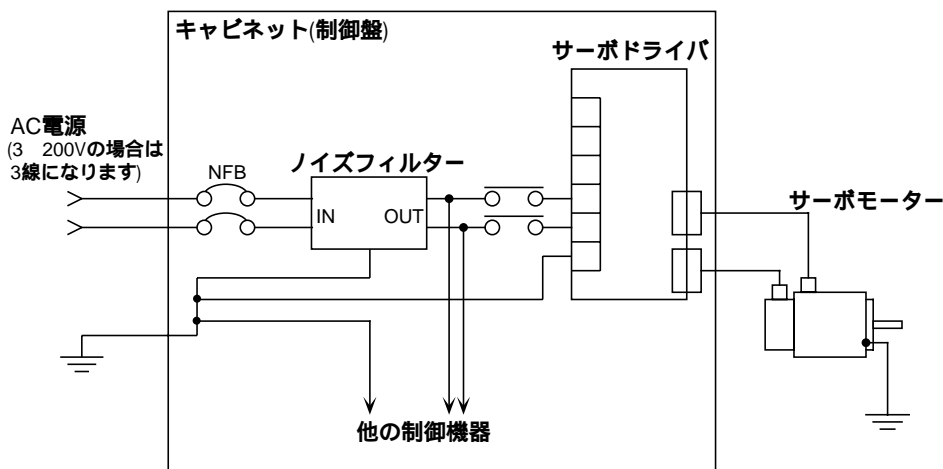 キャビネット(制御盤)
サーボドライバ
AC電源
(3 200Vの場合は
3線になります)
NFB
ノイズフィルター
IN OUT
サーボモーター
他の制御機器